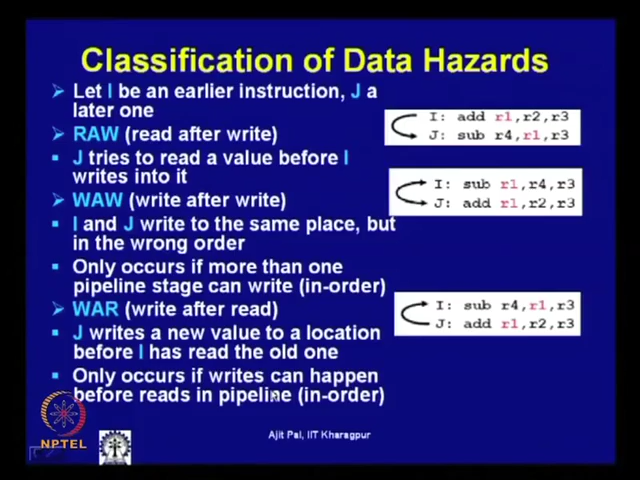 Classification of Data Hazards
Let I be an earlier instruction, J a
later one
RAW (read after write)
J tries to read a value before I
writes into it
WAW (write after write)
I and J write to the same place, but
in the wrong order
Only occurs if more than one
pipeline stage can write (in-order)
WAR (write after read)
J writes a new value to a location
before I has read the old one
Only occurs if writes can happen
before reads in pipeline (in-order)
I: add r1,r2,r3
J: sub r4,r1,r3
I: sub r1,r4,r3
J: add r1,r2,r3
I: sub r4,r1,r3
J: add r1,r2,r3
NPTEL
Ajit Pal, IIT Kharagpur